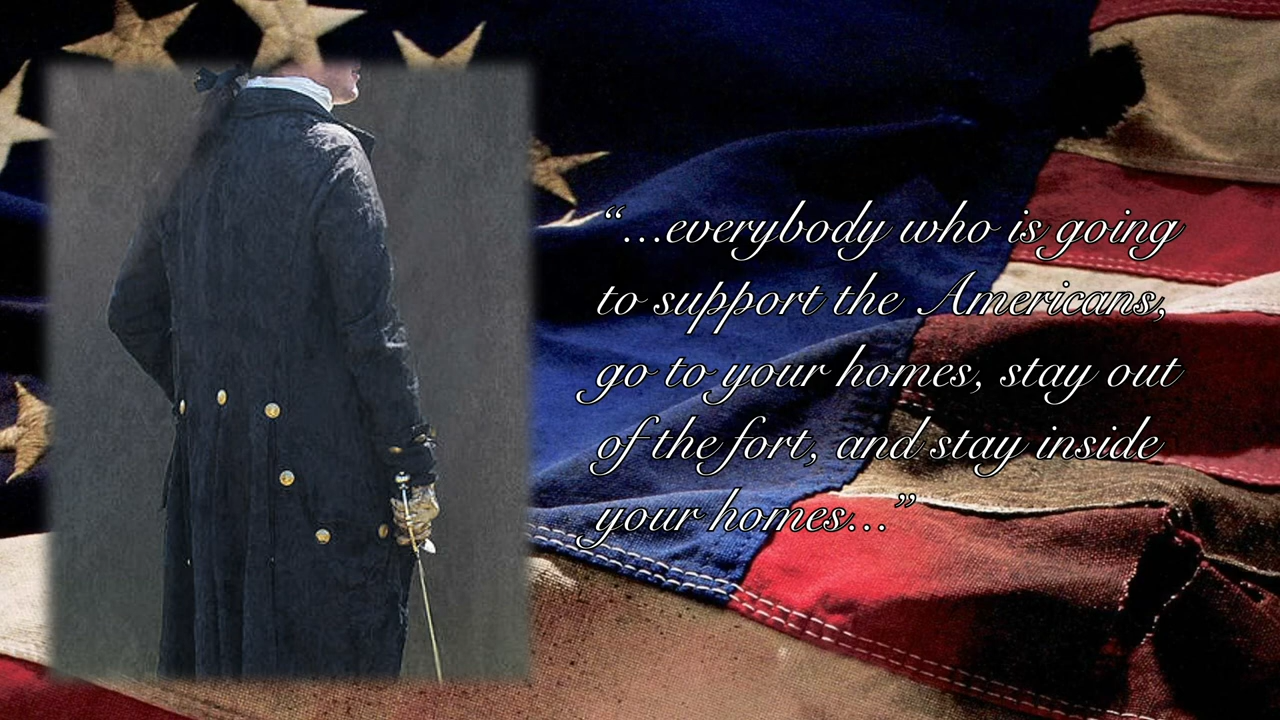 “...everybody who is going
to support the Americans,
go to your homes, stay out
of the fort, and stay inside
your homes...”